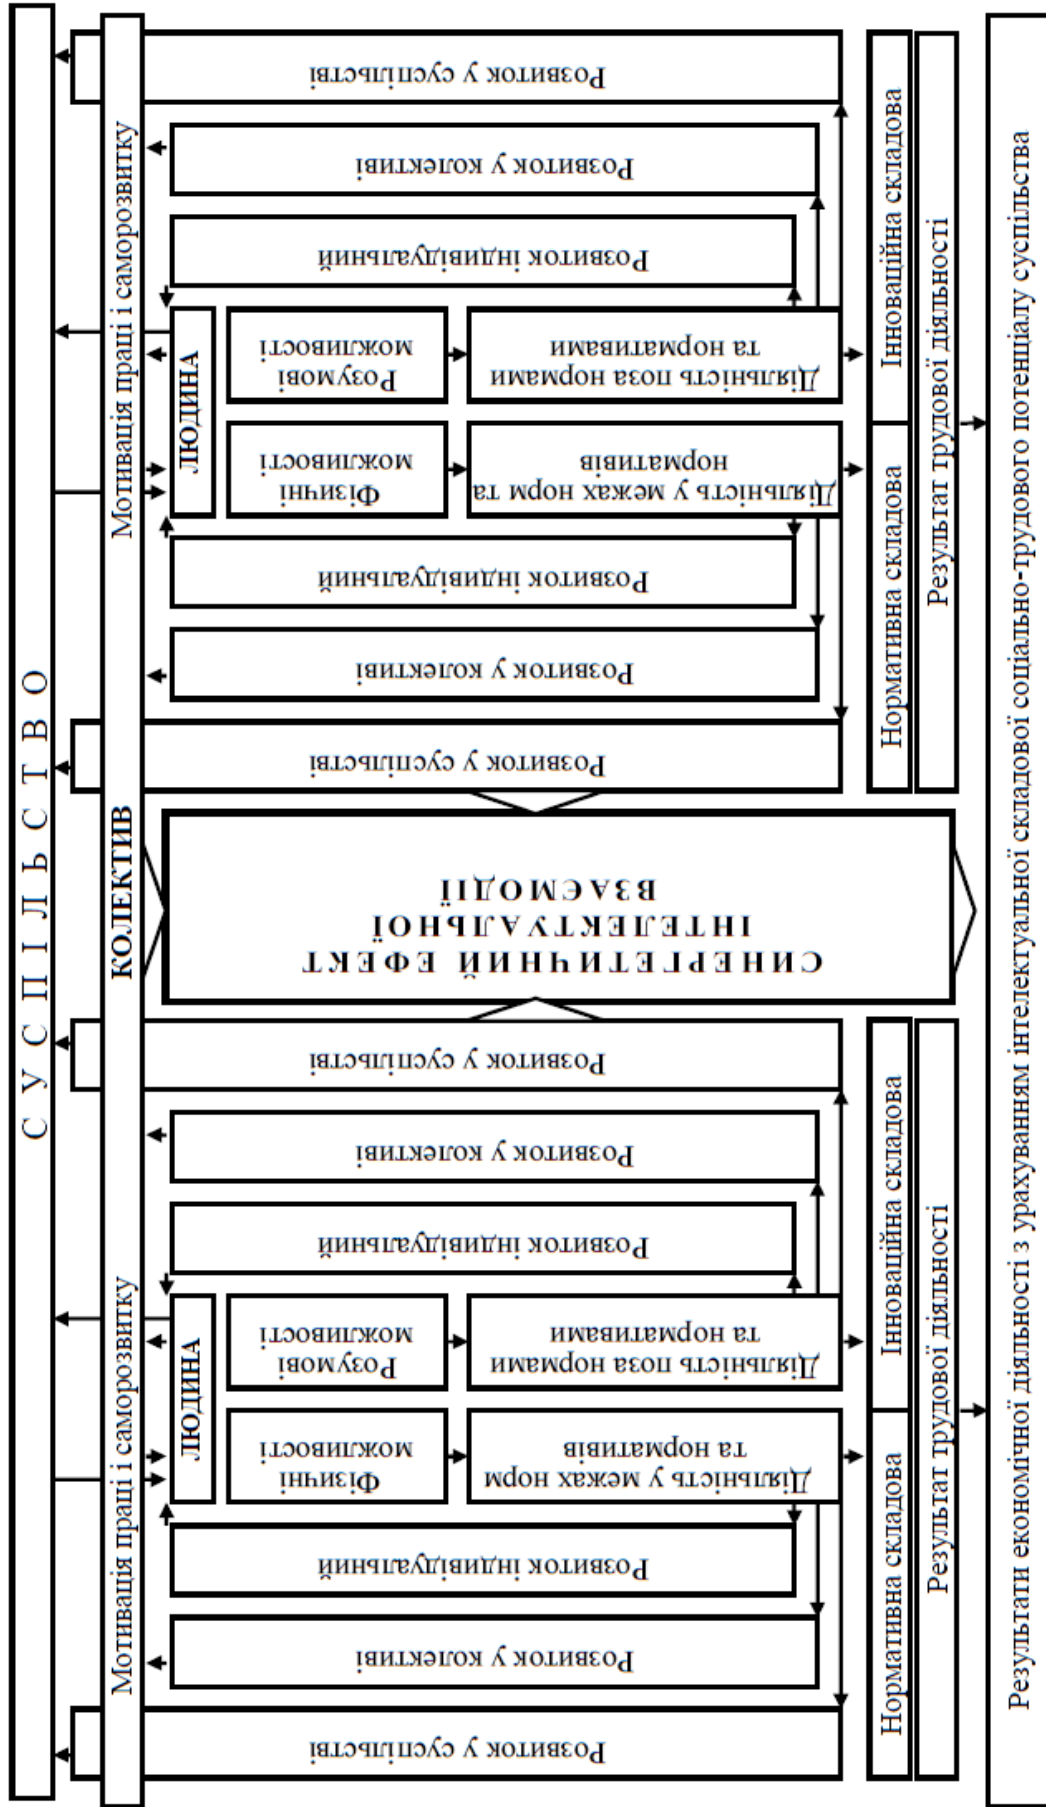 СУСПІЛЬСТВО
Мотивація праці і саморозвитку
КОЛЕКТИВ
Мотивація праці і саморозвитку
Розвиток у суспільстві
Розвиток у колективі
Розвиток індивідуальний
ЛЮДИНА
Фізичні
можливості
Розумові
можливості
Діяльність у межах норм
та нормативів
Діяльність поза нормами
та нормативами
Розвиток індивідуальний
Розвиток у колективі
Розвиток у суспільстві
СИНЕРГЕТИЧНИЙ ЕФЕКТ
ІНТЕЛЕКТУАЛЬНОЇ
ВЗАЄМОДІЇ
Розвиток у суспільстві
Розвиток у колективі
Розвиток індивідуальний
ЛЮДИНА
Фізичні
можливості
Розумові
можливості
Діяльність у межах норм та
нормативів
Діяльність поза нормами
та нормативами
Розвиток індивідуальний
Розвиток у колективі
Розвиток у суспільстві
Нормативна складова
Інноваційна складова
Нормативна складова
Інноваційна складова
Результат трудової діяльності
Результат трудової діяльності
Результати економічної діяльності з урахуванням інтелектуальної складової соціально-трудового потенціалу суспільства